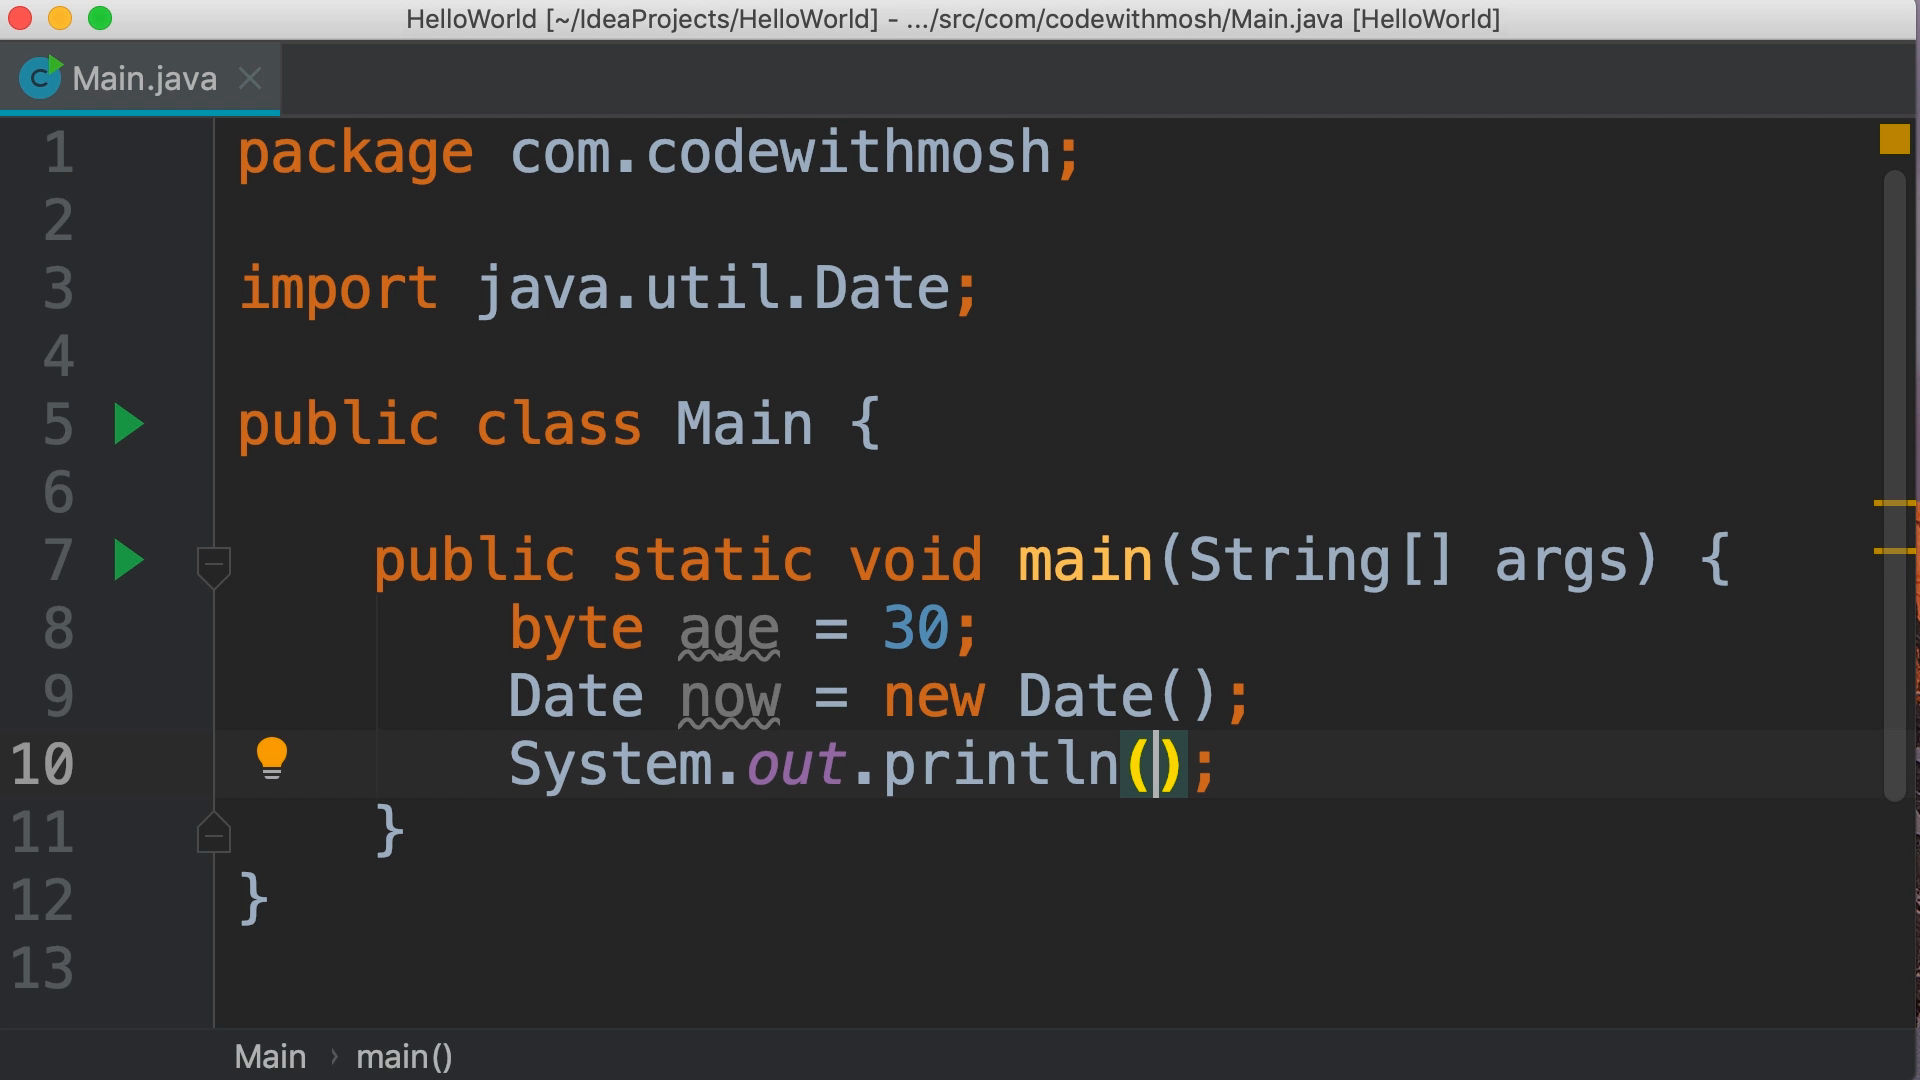 HelloWorld [~/IdeaProjects/HelloWorld] - .../src/com/codewithmosh/Main.java [HelloWorld]
C Main.java
1 package com.codewithmosh;
2
3 import java.util.Date;
4
5 public class Main {
6
7 public static void main(String[] args) {
8 byte age = 30;
9 Date now = new Date();
10 System.out.println();
11 }
12 }
13
Main › main()